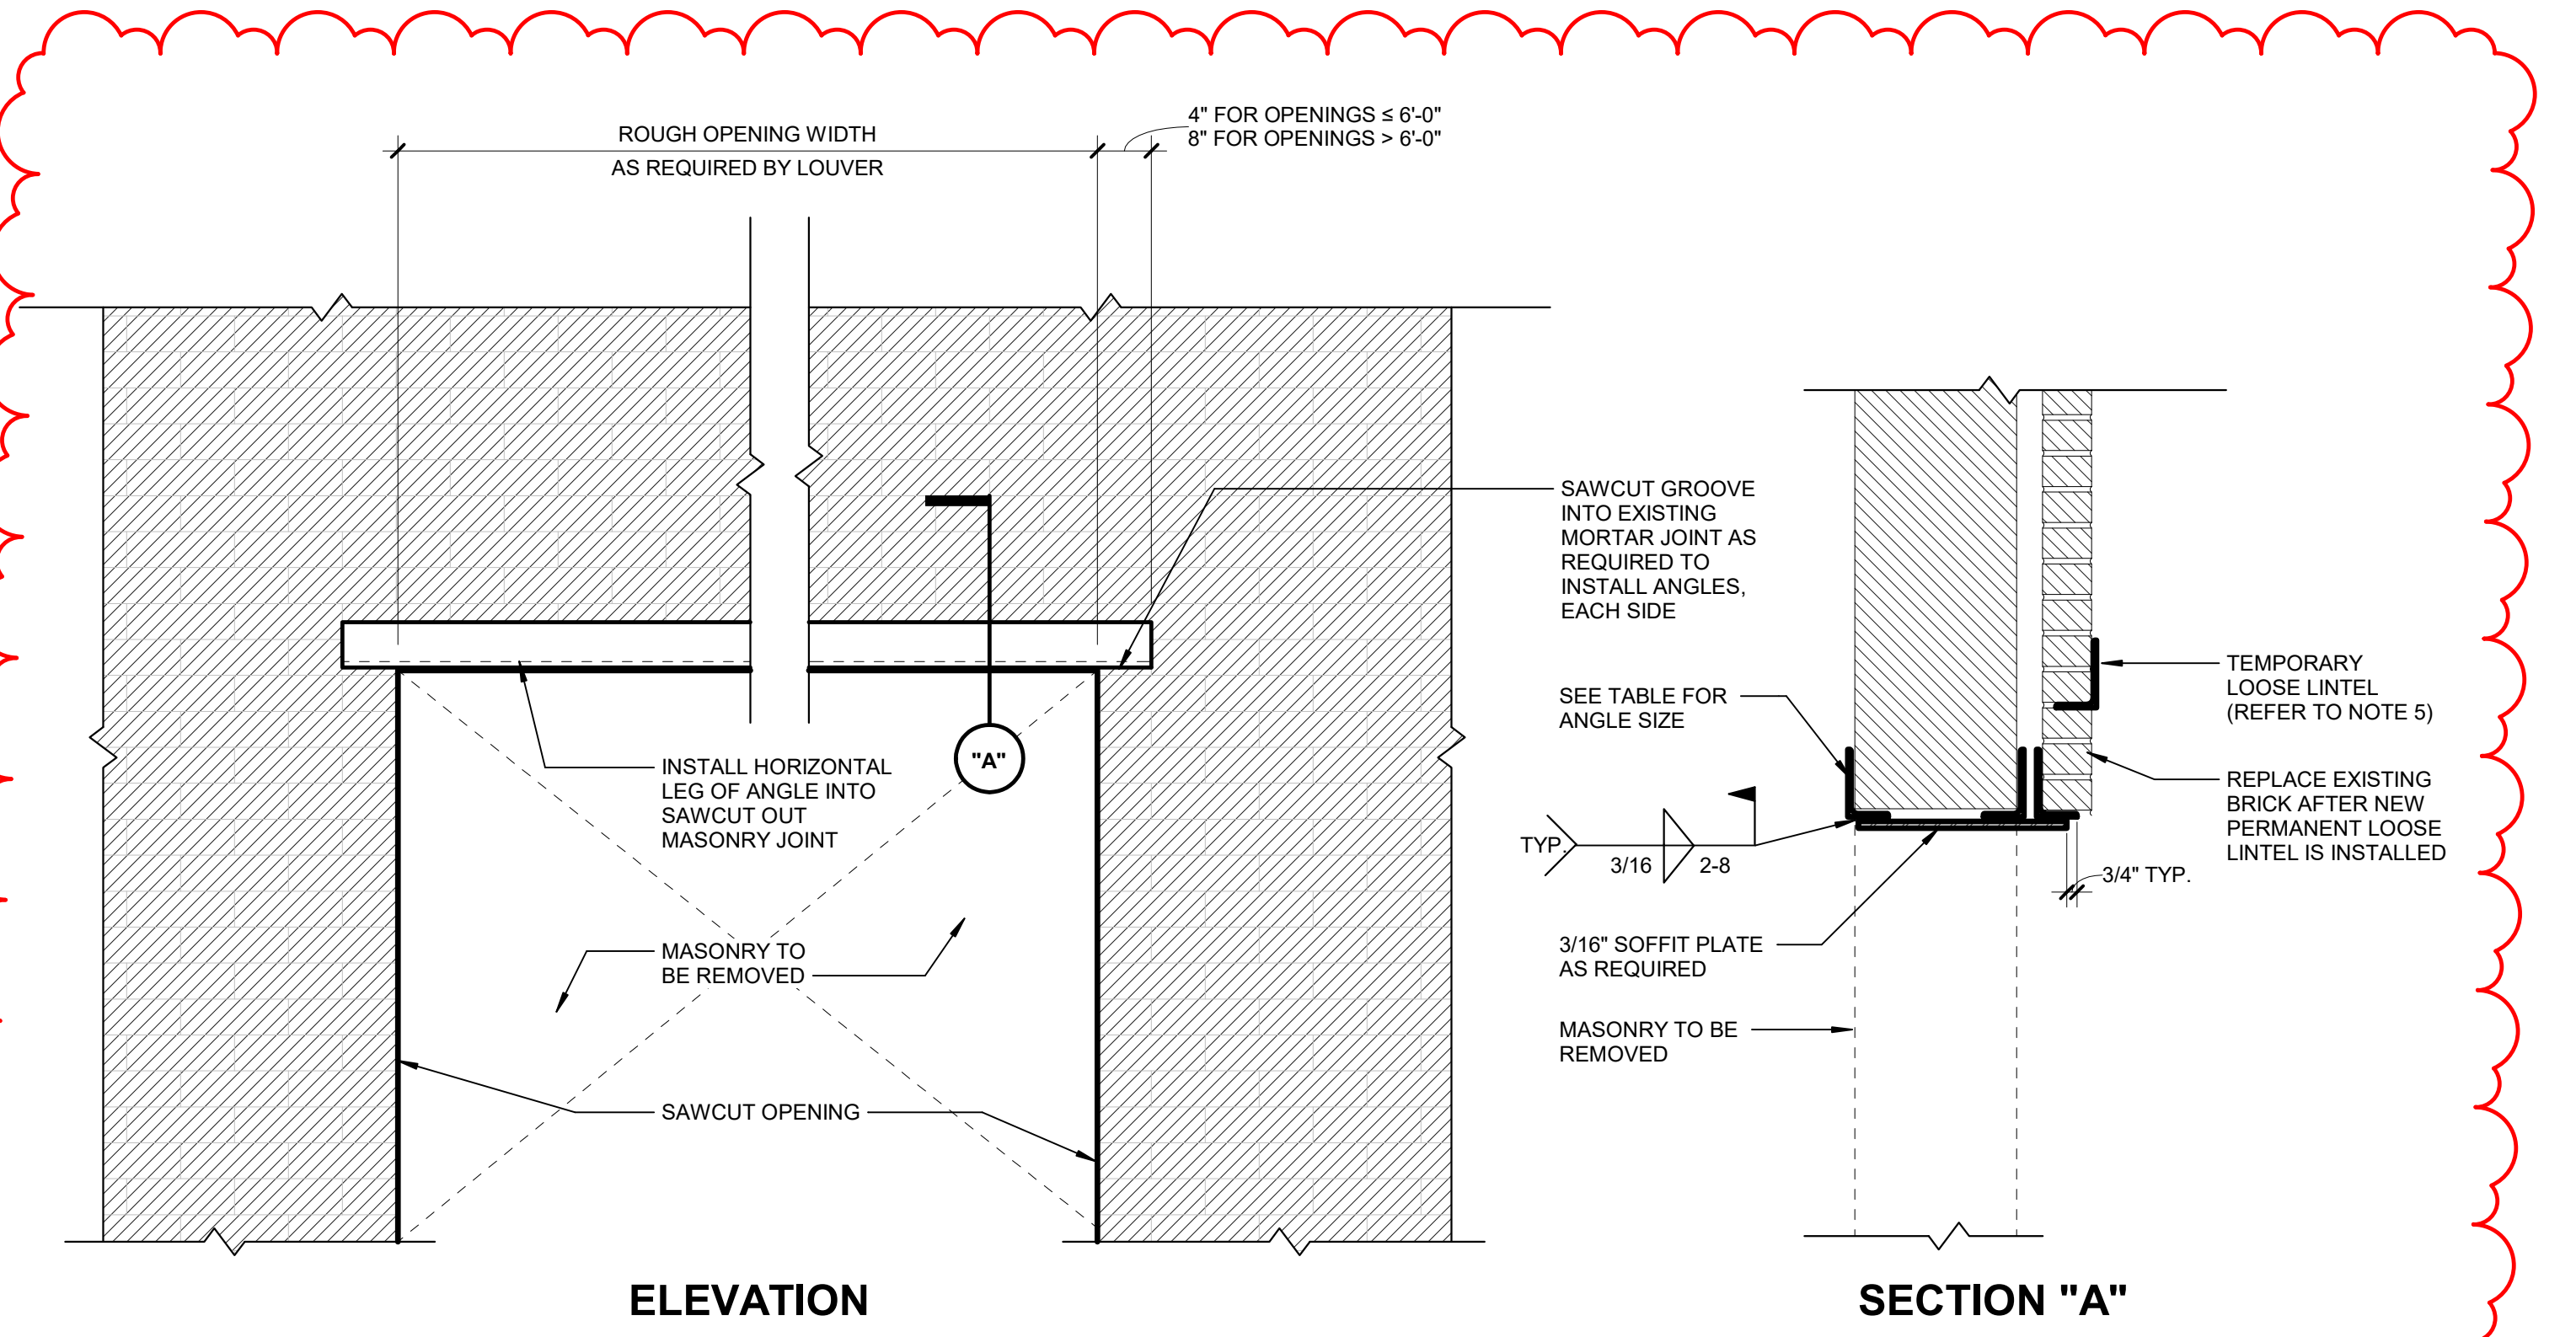 4" FOR OPENINGS ≤ 6'-0"
8" FOR OPENINGS > 6'-0"
ROUGH OPENING WIDTH
AS REQUIRED BY LOUVER
SAWCUT GROOVE
INTO EXISTING
MORTAR JOINT AS
REQUIRED TO
INSTALL ANGLES,
EACH SIDE
"A"
INSTALL HORIZONTAL
LEG OF ANGLE INTO
SAWCUT OUT
MASONRY JOINT
MASONRY TO
BE REMOVED
SAWCUT OPENING
ELEVATION
SEE TABLE FOR
ANGLE SIZE
TEMPORARY
LOOSE LINTEL
(REFER TO NOTE 5)
REPLACE EXISTING
BRICK AFTER NEW
PERMANENT LOOSE
LINTEL IS INSTALLED
TYP.
3/16
2-8
3/4" TYP.
3/16" SOFFIT PLATE
AS REQUIRED
MASONRY TO BE
REMOVED
SECTION "A"